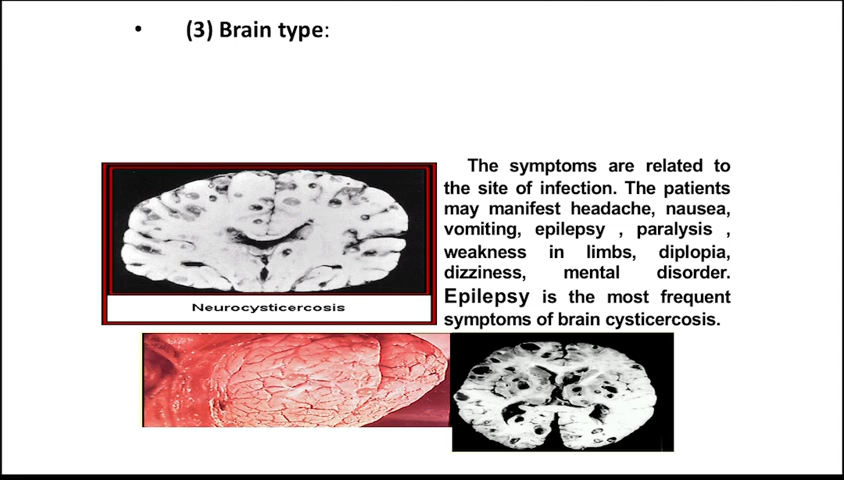 • (3) Brain type:
The symptoms are related to
the site of infection. The patients
may manifest headache, nausea,
vomiting, epilepsy , paralysis ,
weakness in limbs, diplopia,
dizziness, mental disorder.
Epilepsy is the most frequent
symptoms of brain cysticercosis.
Neurocysticercosis